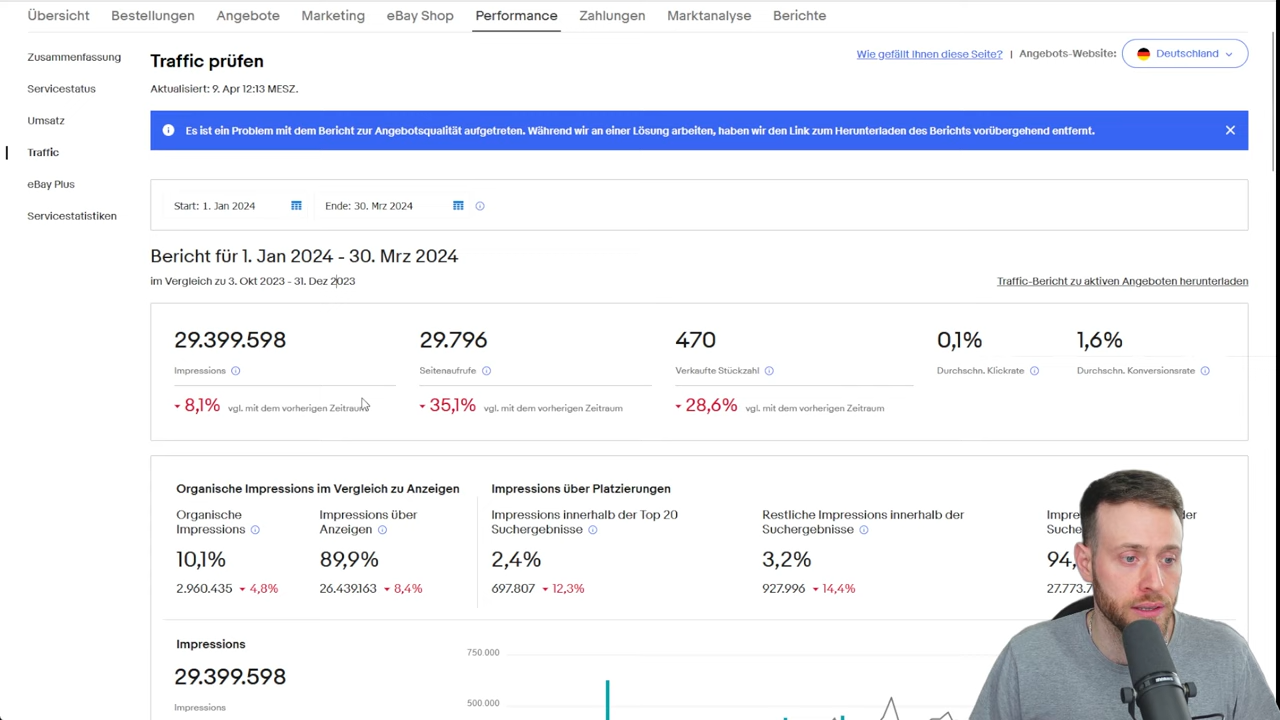 Übersicht Bestellungen Angebote Marketing eBay Shop Performance Zahlungen Marktanalyse Berichte
Zusammenfassung
Servicestatus
Umsatz
Traffic
eBay Plus
Servicestatistiken
Traffic prüfen
Wie gefällt Ihnen diese Seite? | Angebots-Website: Deutschland
Aktualisiert: 9. Apr 12:13 MESZ.
Es ist ein Problem mit dem Bericht zur Angebotsqualität aufgetreten. Während wir an einer Lösung arbeiten, haben wir den Link zum Herunterladen des Berichts vorübergehend entfernt.
Start: 1. Jan 2024 Ende: 30. Mrz 2024
Bericht für 1. Jan 2024 - 30. Mrz 2024
im Vergleich zu 3. Okt 2023 - 31. Dez 2023
Traffic-Bericht zu aktiven Angeboten herunterladen
29.399.598 29.796 470 0,1% 1,6%
Impressions Seitenaufrufe Verkaufte Stückzahl Durchschn. Klickrate Durchschn. Konversionsrate
8,1% vgl. mit dem vorherigen Zeitraum 35,1% vgl. mit dem vorherigen Zeitraum 28,6% vgl. mit dem vorherigen Zeitraum
Organische Impressions im Vergleich zu Anzeigen
Organische Impressions über
Impressions Anzeigen
10,1% 89,9%
2.960.435 4,8% 26.439.163 8,4%
Impressions über Platzierungen
Impressions innerhalb der Top 20 Restliche Impressions innerhalb der
Suchergebnisse Suchergebnisse
2,4% 3,2%
697.807 12,3% 927.996 14,4%
Impressions
29.399.598
Impressions
750 000
500.000